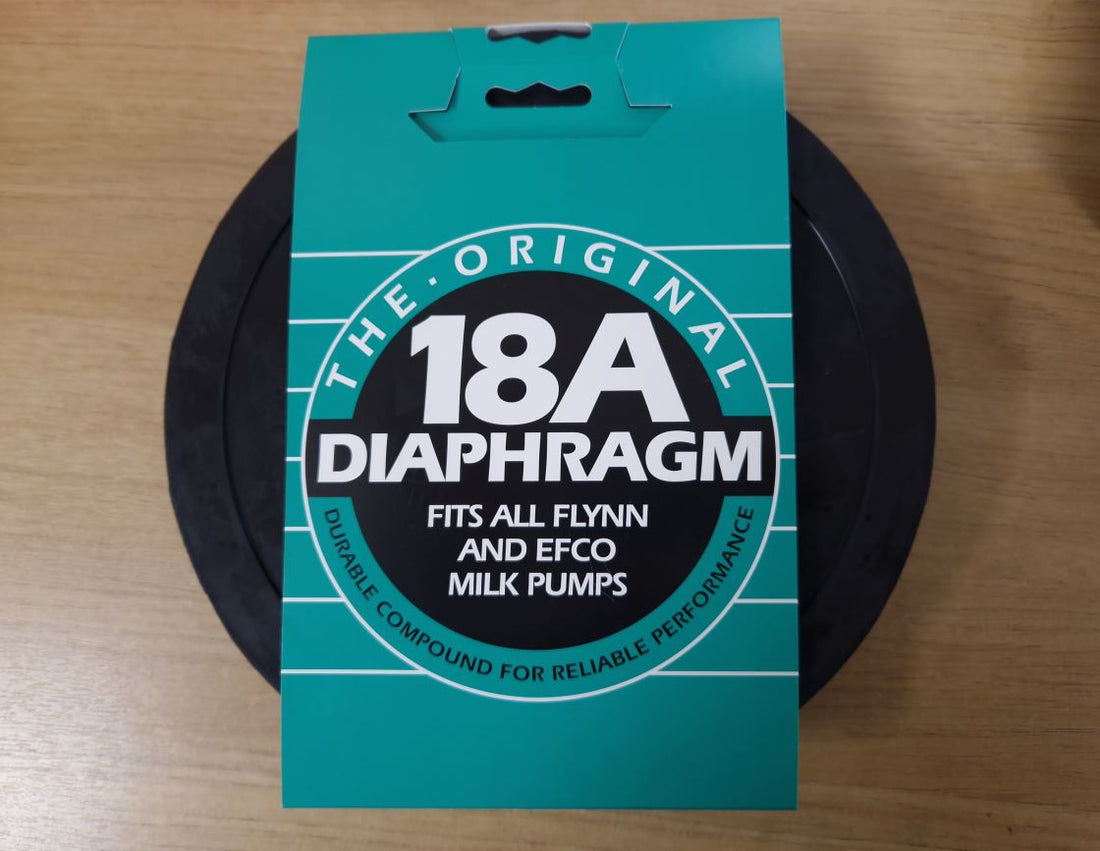 THE·ORIGINAL
18A
DIAPHRAGM
FITS ALL FLYNN
AND EFCO
MILK PUMPS
DURABLE COMPOUND FOR RELIABLE PERFORMANCE